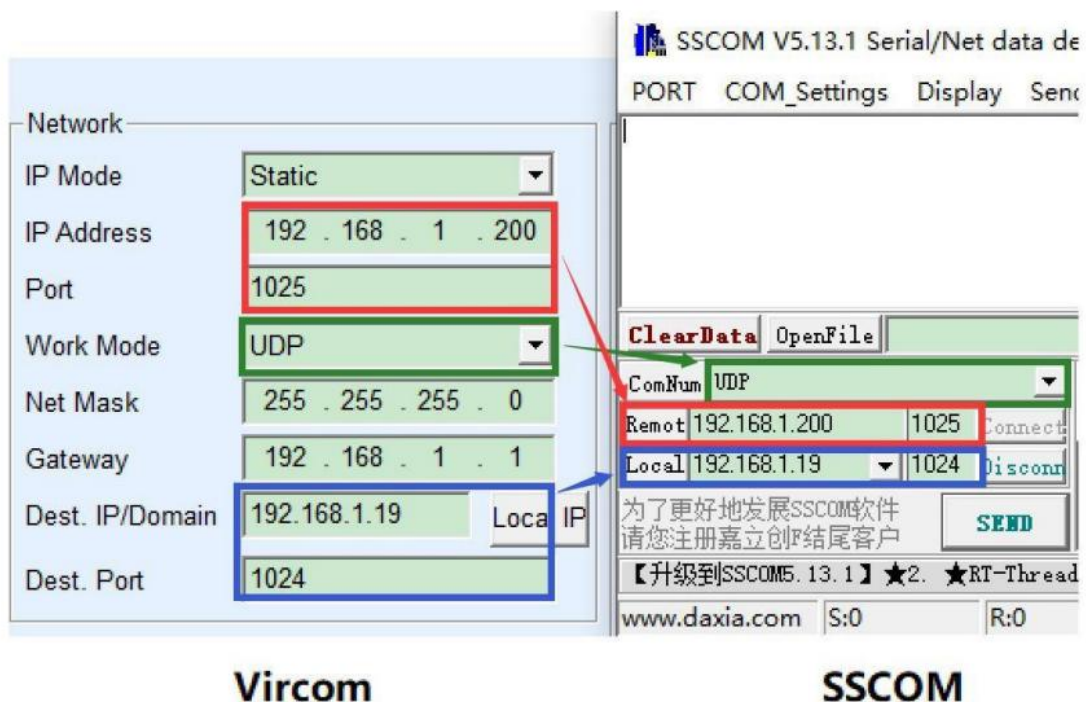 SSCOM V5.13.1 Serial/Net data de
PORT COM_Settings Display Send
Network
IP Mode Static
IP Address 192 . 168 . 1 . 200
Port 1025
Work Mode UDP
Net Mask 255 . 255 . 255 . 0
Gateway 192 . 168 . 1 . 1
Dest. IP/Domain 192.168.1.19 Loca IP
Dest. Port 1024
ClearData OpenFile
ComNum UDP
Remot 192.168.1.200 1025 Connect
Local 192.168.1.19 1024 Disconn
为了更好地发展SSCOM软件
请您注册嘉立创F结尾客户
SEND
【升级到SSCOM5.13.1】★2. ★RT-Thread
www.daxia.com S:0 R:0
Vircom
SSCOM